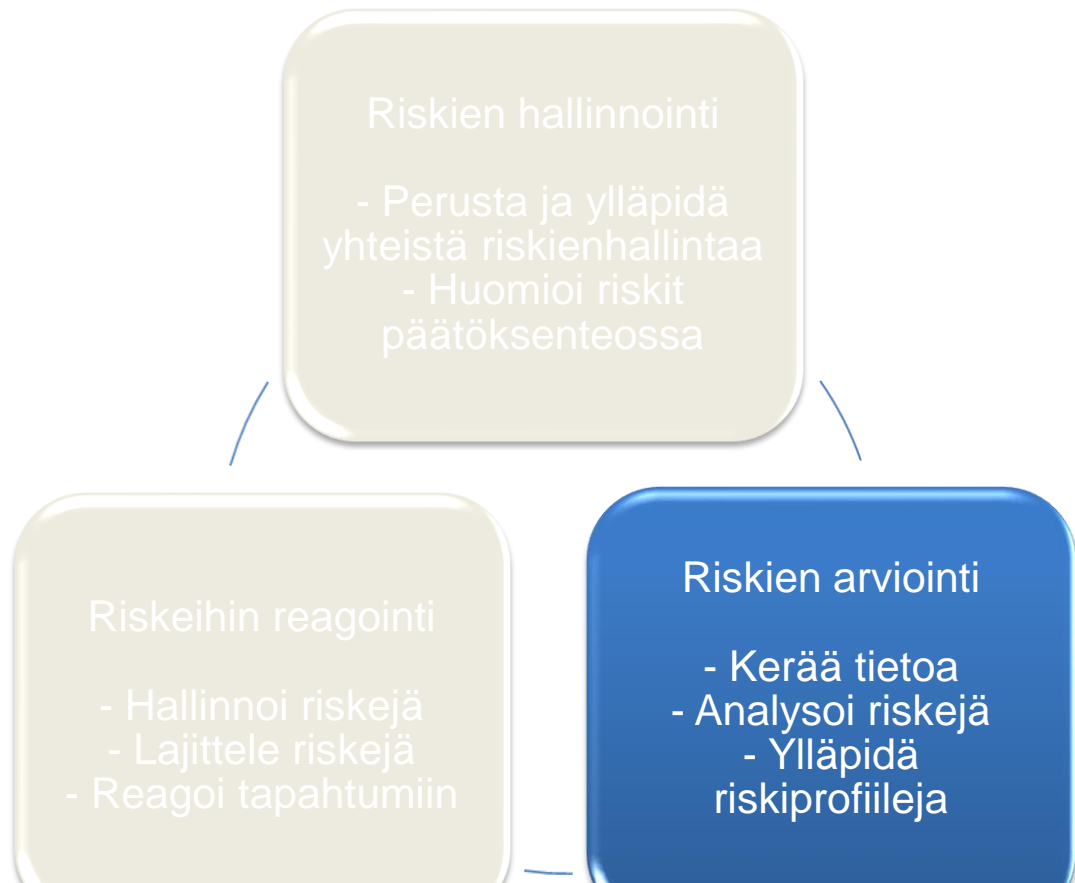 Riskien hallinnointi
- Perusta ja ylläpidä
yhteistä riskienhallintaa
- Huomioi riskit
päätöksenteossa
Riskeihin reagointi
- Hallinnoi riskejä
- Lajittele riskejä
- Reagoi tapahtumiin
Riskien arviointi
- Kerää tietoa
- Analysoi riskejä
- Ylläpidä
riskiprofiileja